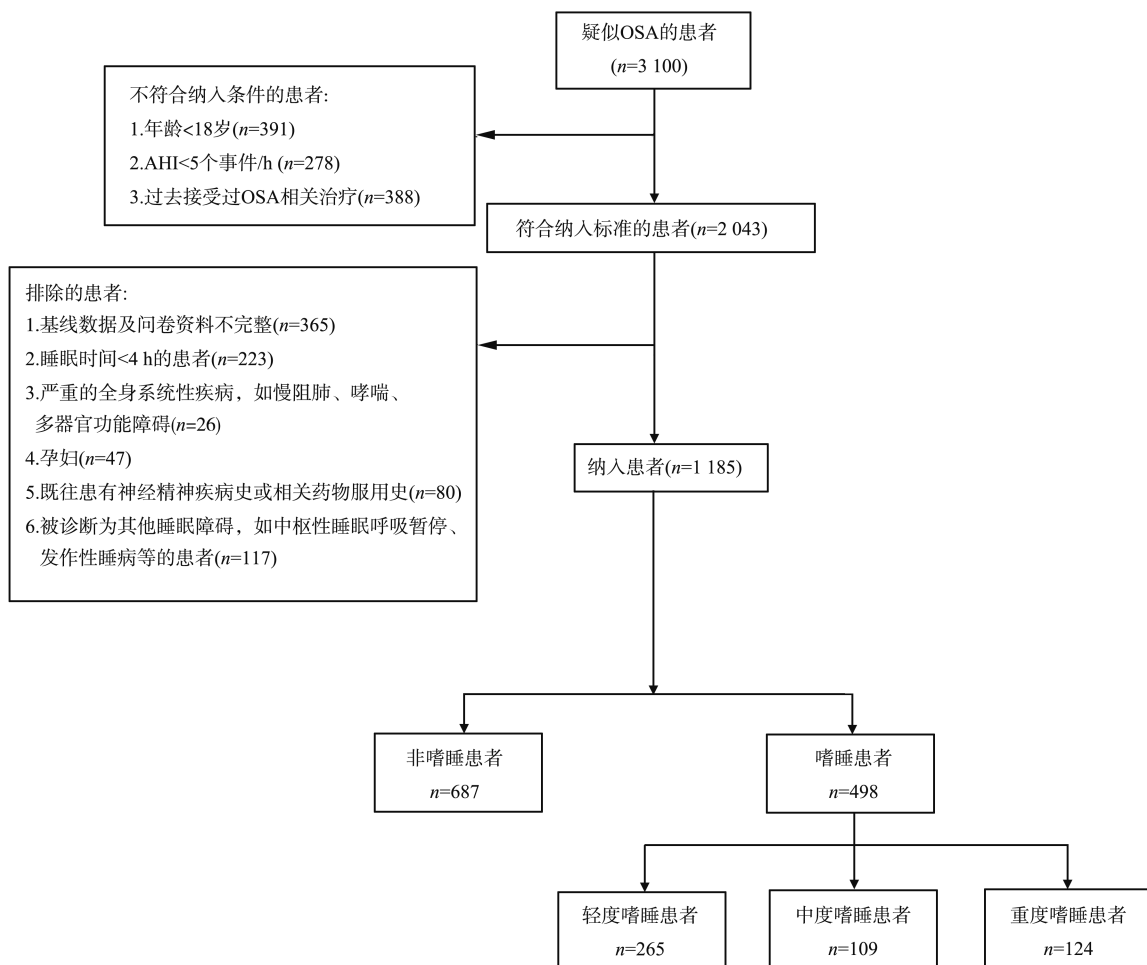 疑似OSA的患者
(n=3 100)
不符合纳入条件的患者:
1.年龄<18岁(n=391)
2.AHI<5个事件/h (n=278)
3.过去接受过OSA相关治疗(n=388)
符合纳入标准的患者(n=2 043)
排除的患者:
1.基线数据及问卷资料不完整(n=365)
2.睡眠时间<4 h的患者(n=223)
3.严重的全身系统性疾病，如慢阻肺、哮喘、
多器官功能障碍(n=26)
4.孕妇(n=47)
5.既往患有神经精神疾病史或相关药物服用史(n=80)
6.被诊断为其他睡眠障碍，如中枢性睡眠呼吸暂停、
发作性睡病等的患者(n=117)
纳入患者(n=1 185)
非嗜睡患者
n=687
嗜睡患者
n=498
轻度嗜睡患者
n=265
中度嗜睡患者
n=109
重度嗜睡患者
n=124